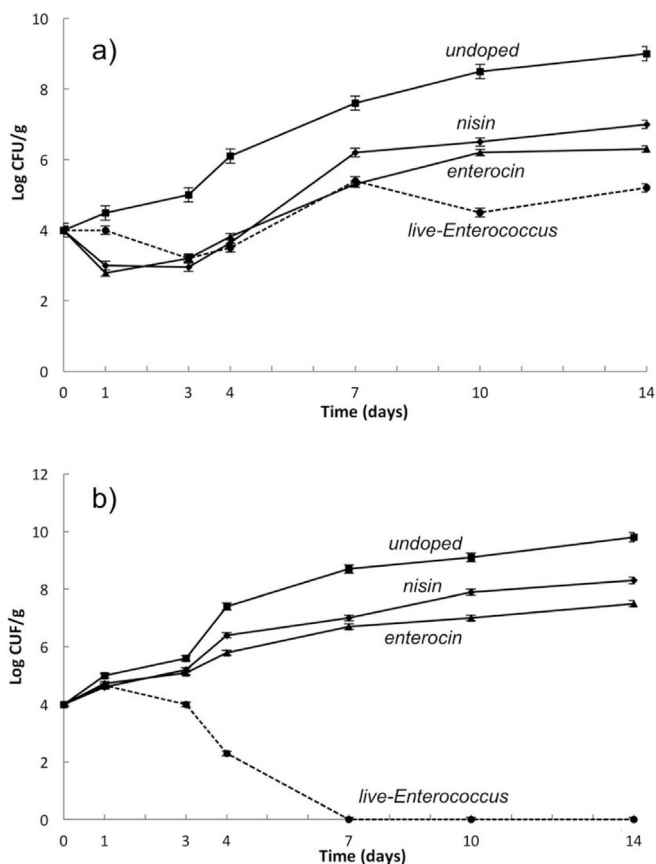 a)
Log CFU/g
10
8
6
4
2
0
undoped
nisin
enterocin
live-Enterococcus
0 1 3 4 7 10 14
Time (days)
b)
Log CUF/g
12
10
8
6
4
2
0
undoped
nisin
enterocin
live-Enterococcus
0 1 3 4 7 10 14
Time (days)